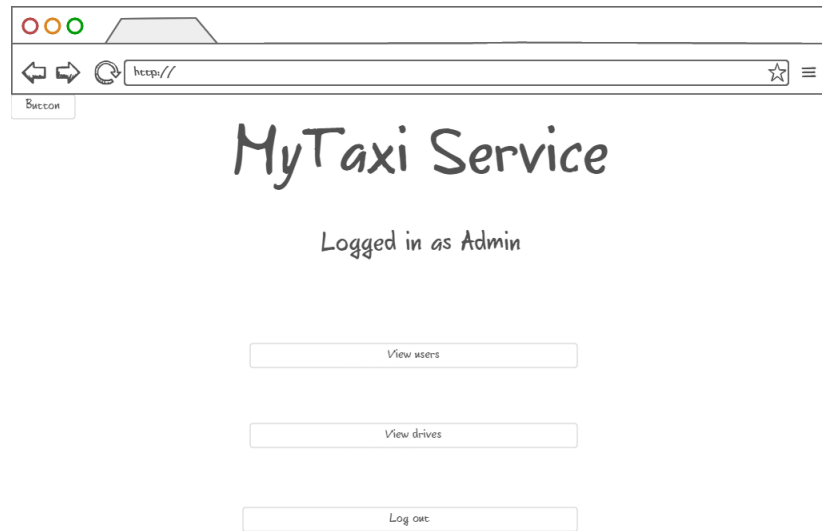 http://
Button
MyTaxi Service
Logged in as Admin
View users
View drives
Log out